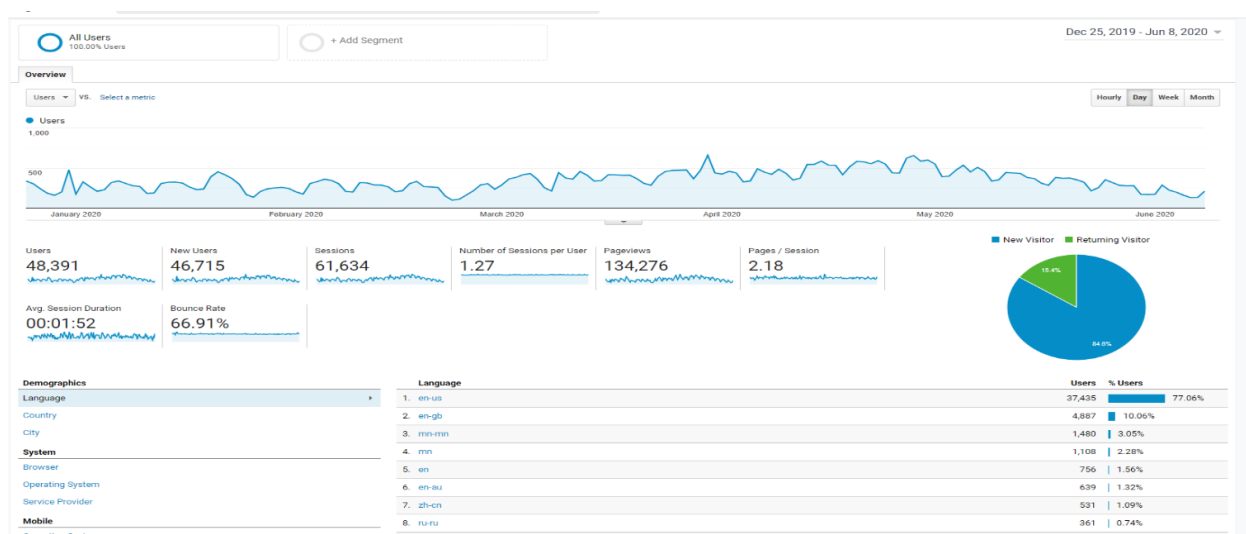 All Users
100.00% Users
+ Add Segment
Dec 25, 2019 - Jun 8, 2020
Overview
Users VS. Select a metric
Hourly Day Week Month
Users
1,000
500
January 2020 February 2020 March 2020 April 2020 May 2020 June 2020
New Visitor Returning Visitor
Users New Users Sessions Number of Sessions per User Pageviews Pages / Session
48,391 46,715 61,634 1.27 134,276 2.18
15.4%
Avg. Session Duration Bounce Rate
00:01:52 66.91%
84.6%
Demographics
Language
Country
City
System
Browser
Operating System
Service Provider
Mobile
Language Users % Users
1. en-us 37,435 77.06%
2. en-gb 4,887 10.06%
3. mn-mn 1,480 3.05%
4. mn 1,108 2.28%
5. en 756 1.56%
6. en-au 639 1.32%
7. zh-cn 531 1.09%
8. ru-ru 361 0.74%